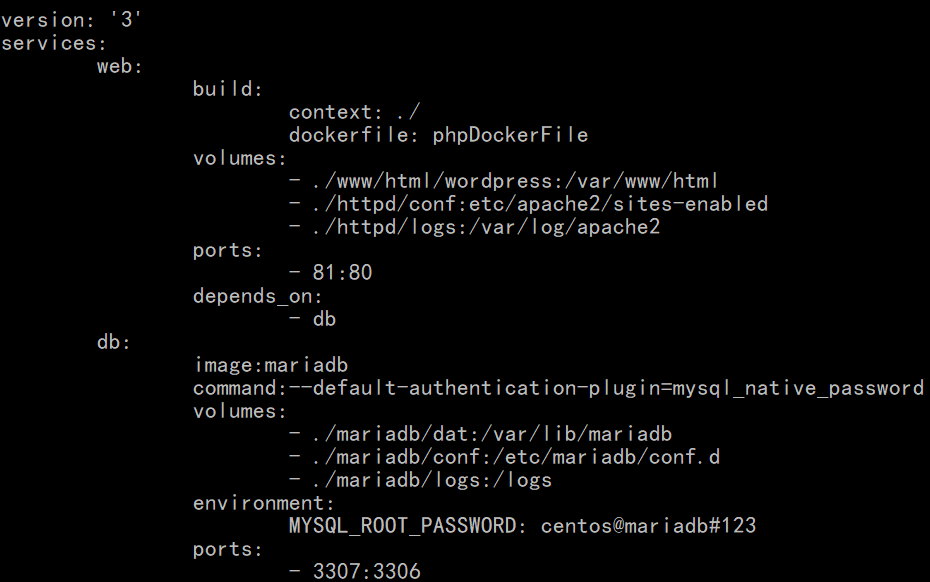 version: '3'
services:
        web:
                build:
                        context: ./
                        dockerfile: phpDockerFile
                volumes:
                        - ./www/html/wordpress:/var/www/html
                        - ./httpd/conf:etc/apache2/sites-enabled
                        - ./httpd/logs:/var/log/apache2
                ports:
                        - 81:80
                depends_on:
                        - db
        db:
                image:mariadb
                command:--default-authentication-plugin=mysql_native_password
                volumes:
                        - ./mariadb/dat:/var/lib/mariadb
                        - ./mariadb/conf:/etc/mariadb/conf.d
                        - ./mariadb/logs:/logs
                environment:
                        MYSQL_ROOT_PASSWORD: centos@mariadb#123
                ports:
                        - 3307:3306